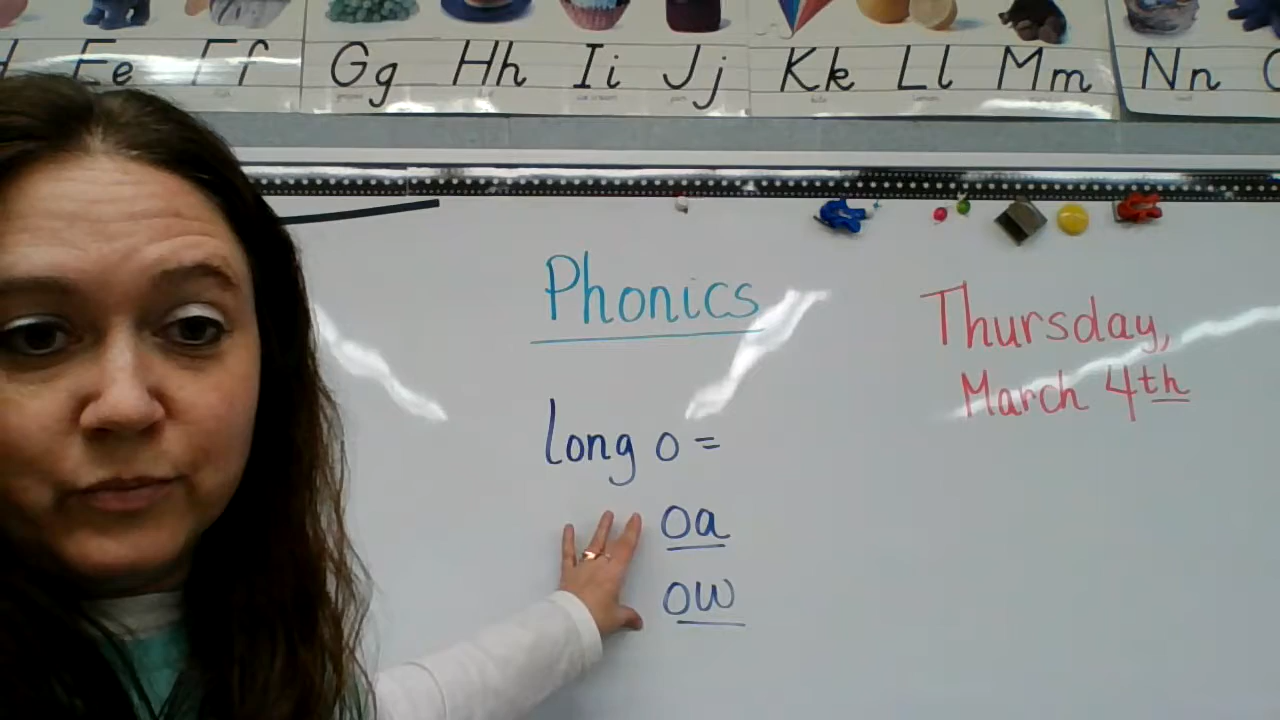 Ee Ff Gg Hh Ii Jj Kk Ll Mm Nn
Phonics
Thursday,
March 4th
long o =
oa
ow